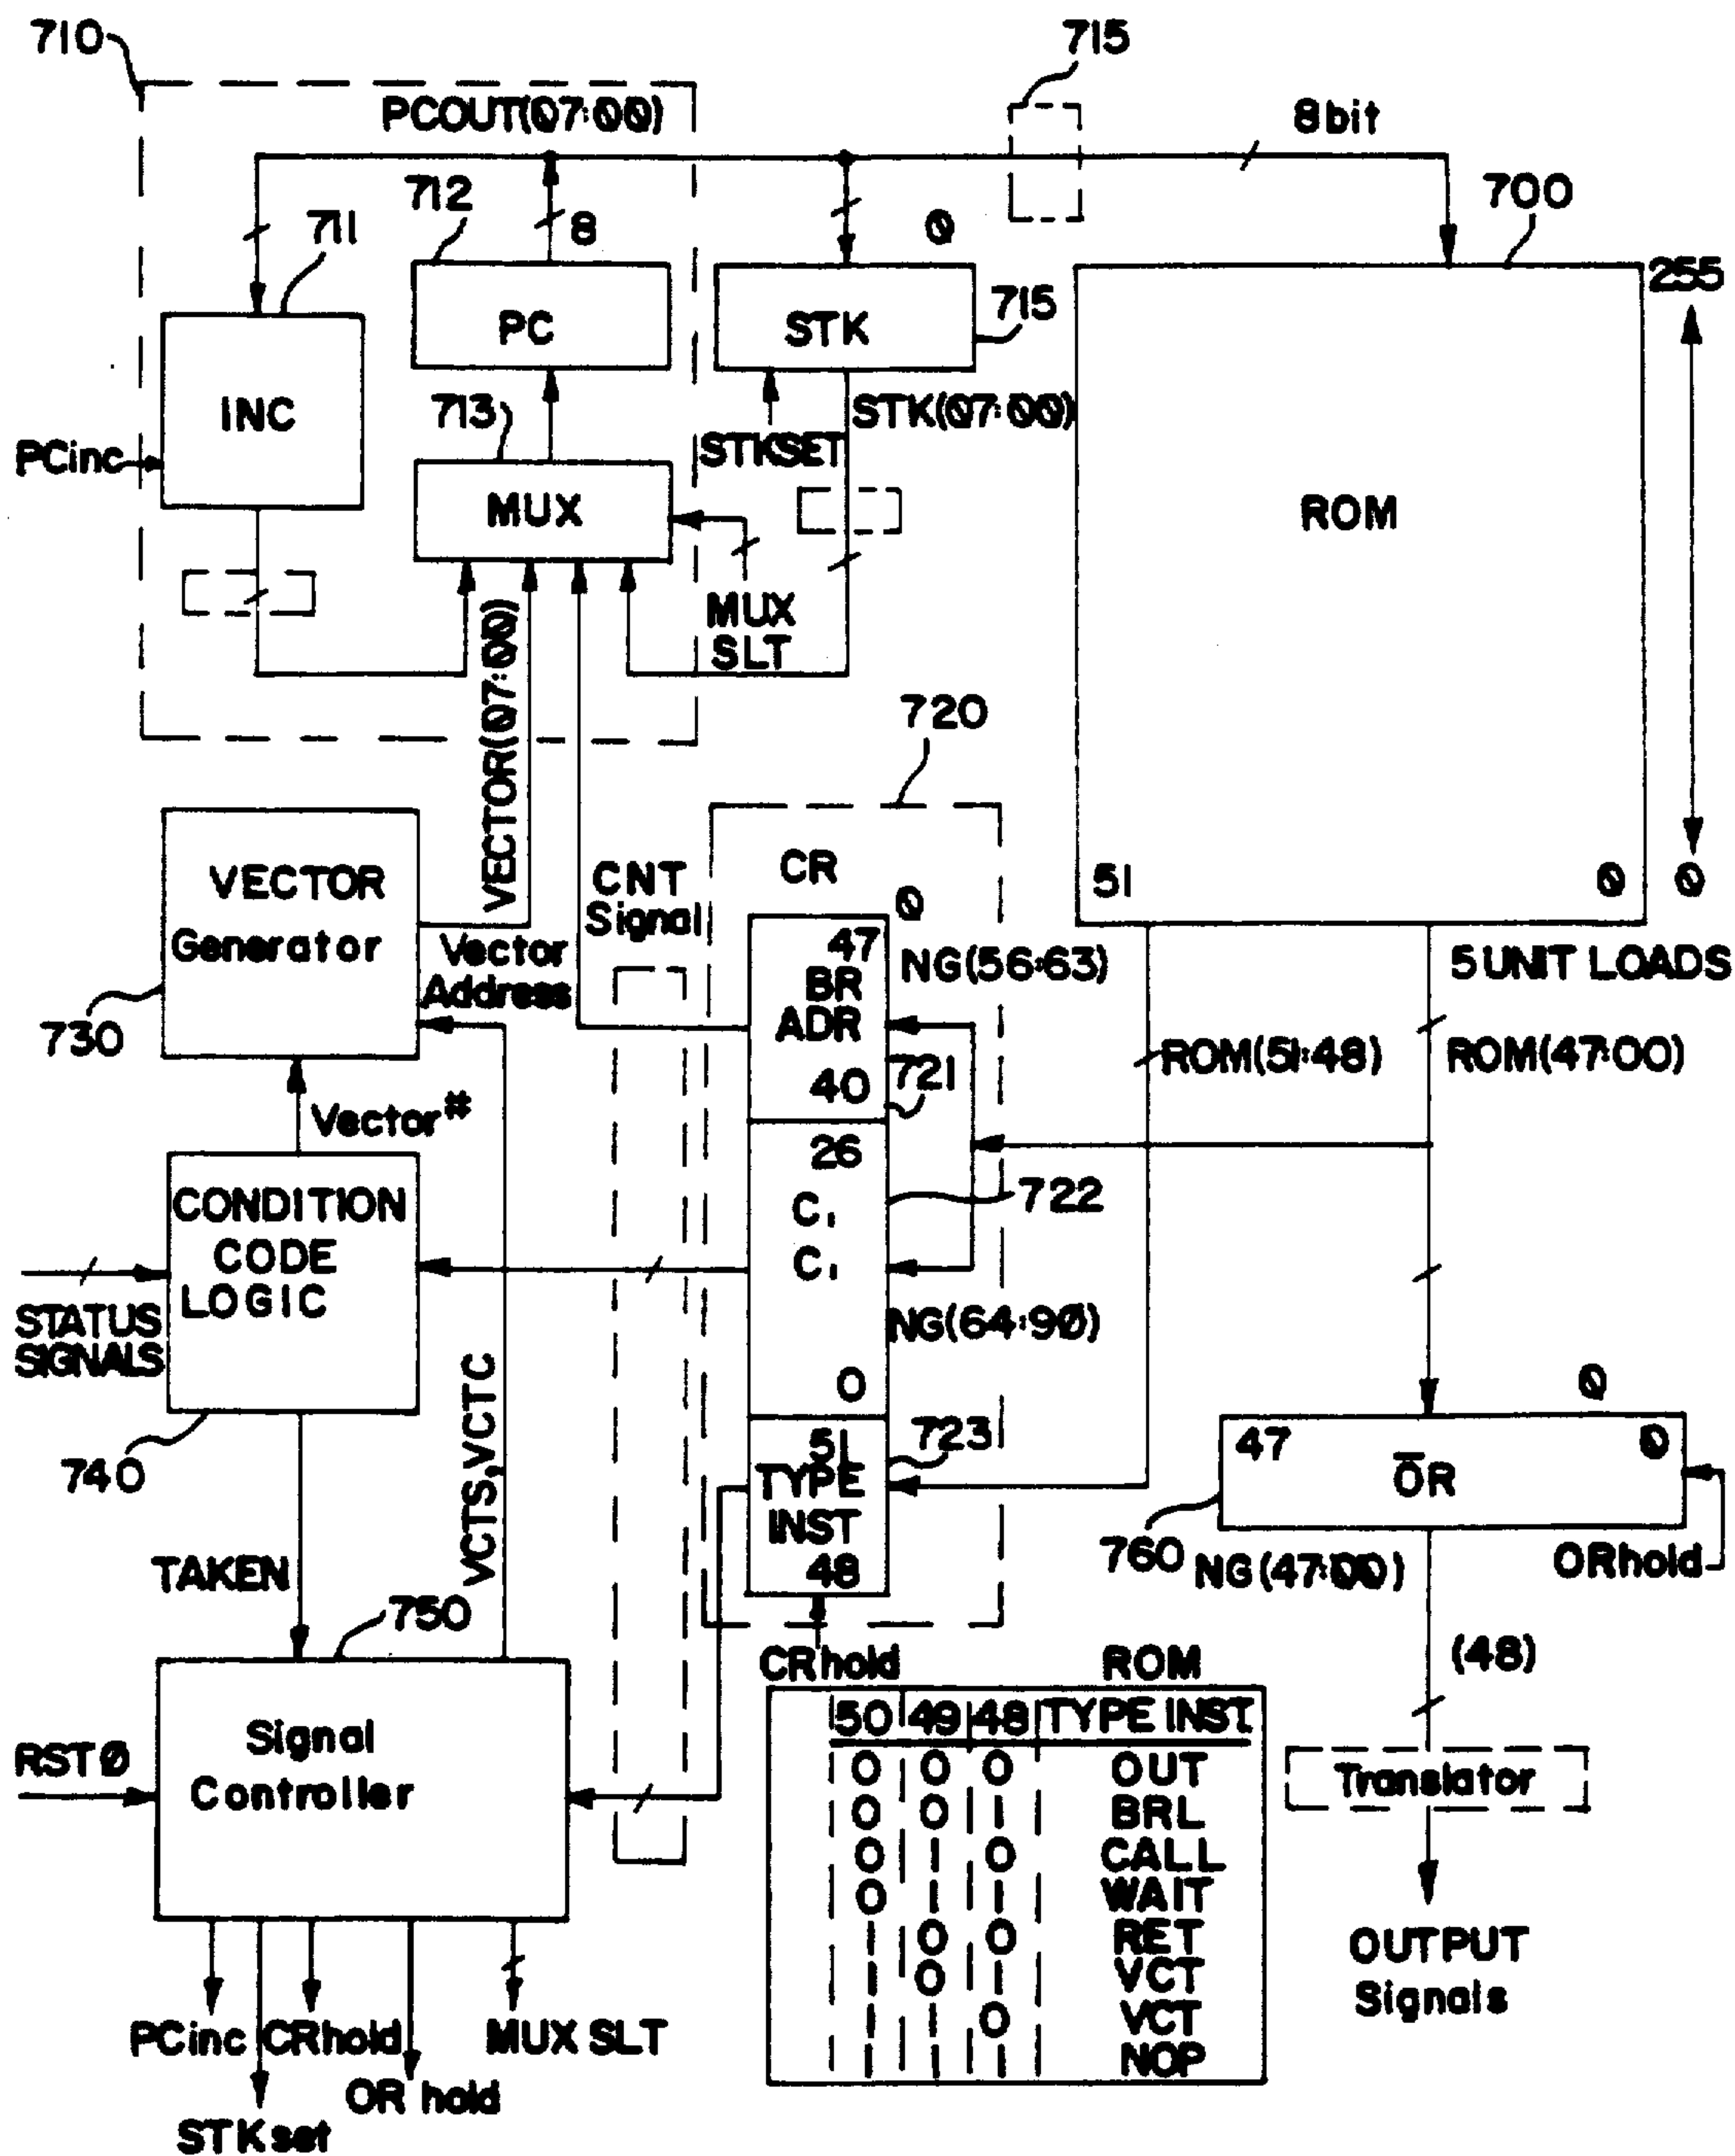 710
715
PCOUT(07:00)
8bit
712
711
8
0
700
255
INC
PC
STK
715
713
STK(07:00)
STKSET
PCinc
MUX
ROM
MUX
SLT
VECTOR(07:00)
720
VECTOR
Generator
Vector
Address
CNT
Signal
CR
0
51
0
0
47
BR
ADR
40
NG(56:63)
5 UNIT LOADS
730
721
ROM(51:48)
ROM(47:00)
Vector#
26
C1
C1
722
CONDITION
CODE
LOGIC
STATUS
SIGNALS
NG(64:90)
0
0
740
VCTS,VCTC
51
TYPE
INST
48
723
47
0
OR
760
NG(47:00)
ORhold
TAKEN
750
CRhold
(48)
ROM
50 49 48 TYPE INST.
0 0 0 OUT
0 0 1 BRL
0 1 0 CALL
0 1 1 WAIT
1 0 0 RET
1 0 1 VCT
1 1 0 VCT
1 1 1 NOP
RST0
Signal
Controller
Translator
OUTPUT
Signals
PCinc
CRhold
MUX SLT
OR hold
STKset